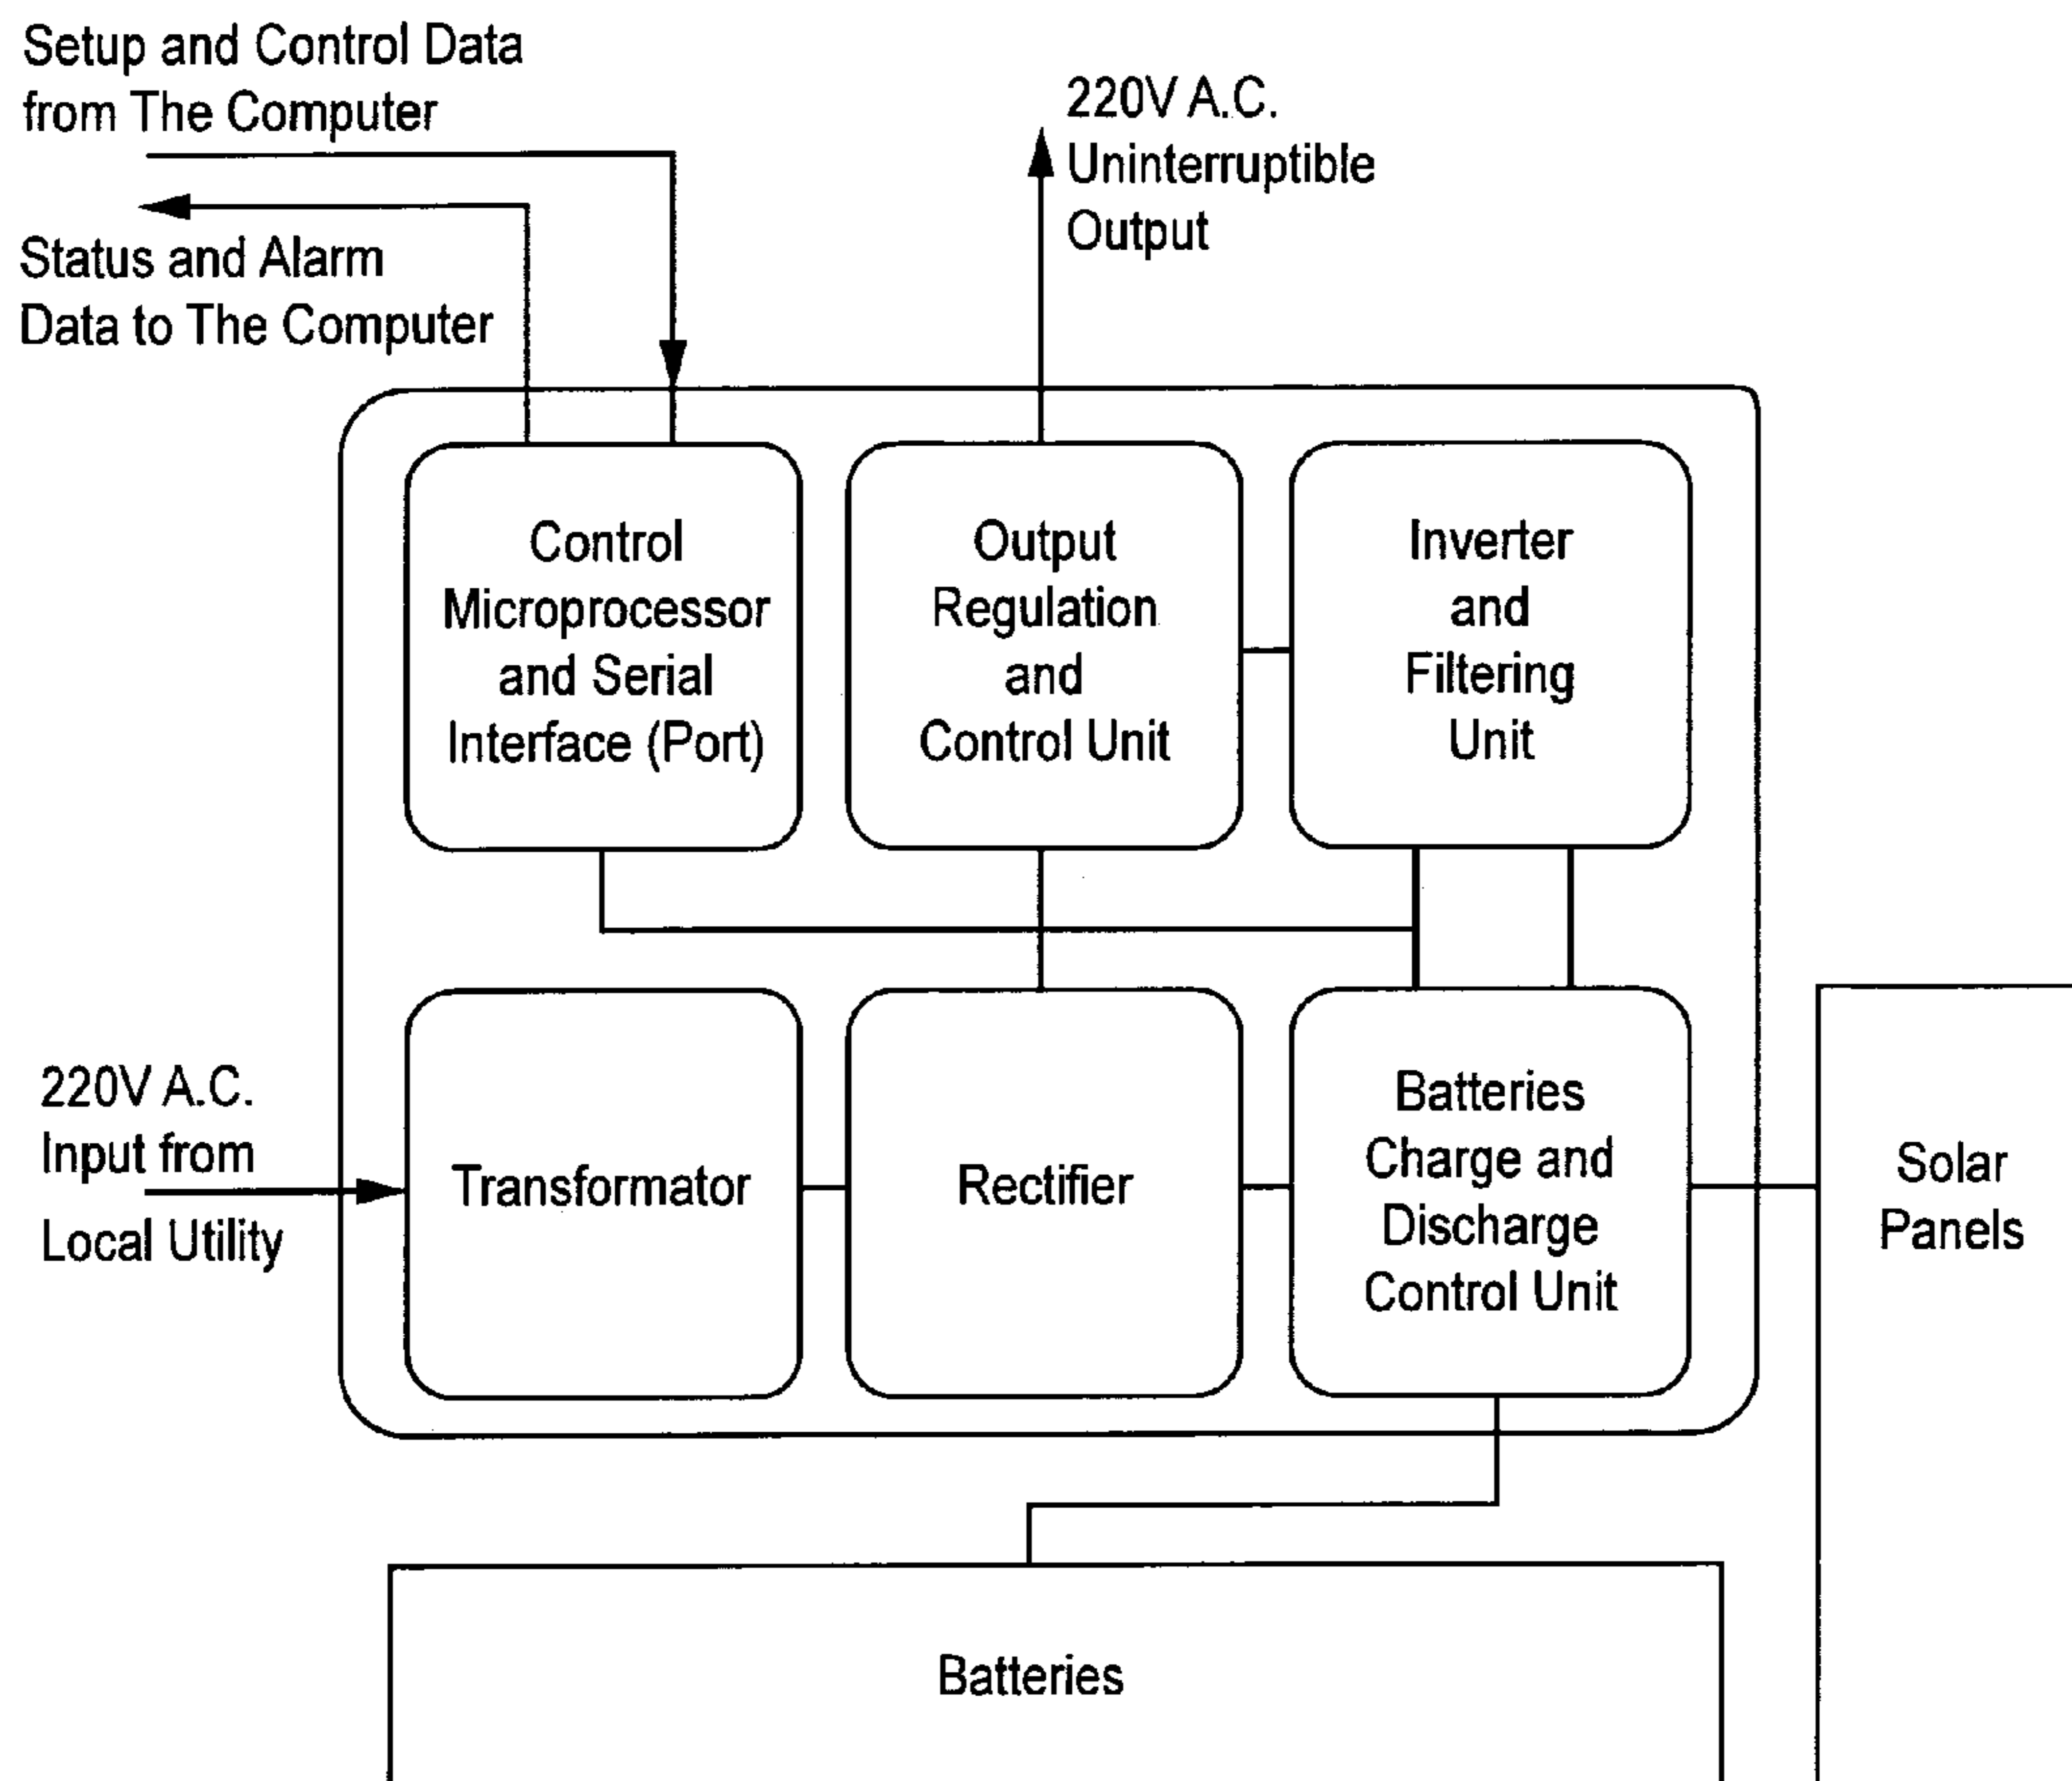 Setup and Control Data
from The Computer
Status and Alarm
Data to The Computer
220V A.C.
Uninterruptible
Output
Control
Microprocessor
and Serial
Interface (Port)
Output
Regulation
and
Control Unit
Inverter
and
Filtering
Unit
220V A.C.
Input from
Local Utility
Transformator
Rectifier
Batteries
Charge and
Discharge
Control Unit
Solar
Panels
Batteries